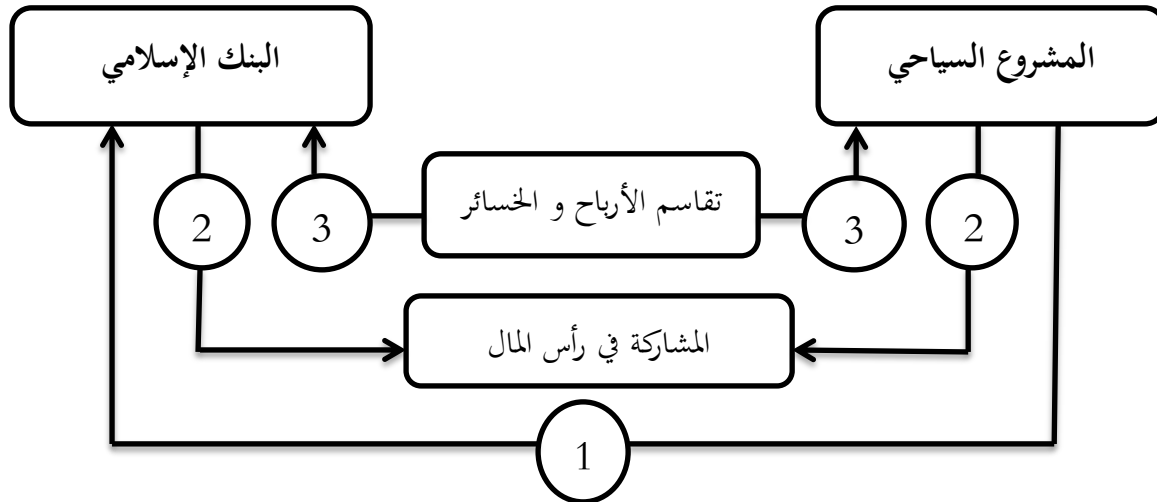 المشروع السياحي
البنك الإسلامي
تقاسم الأرباح و الخسائر
2
3
3
2
المشاركة في رأس المال
1